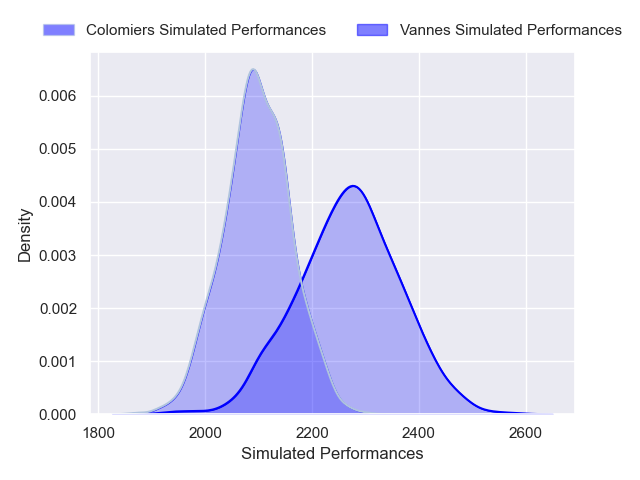 Colomiers Simulated Performances Vannes Simulated Performances
0.006
0.005
0.004
0.003
0.002
0.001
0.000
Density
1800 2000 2200 2400 2600
Simulated Performances